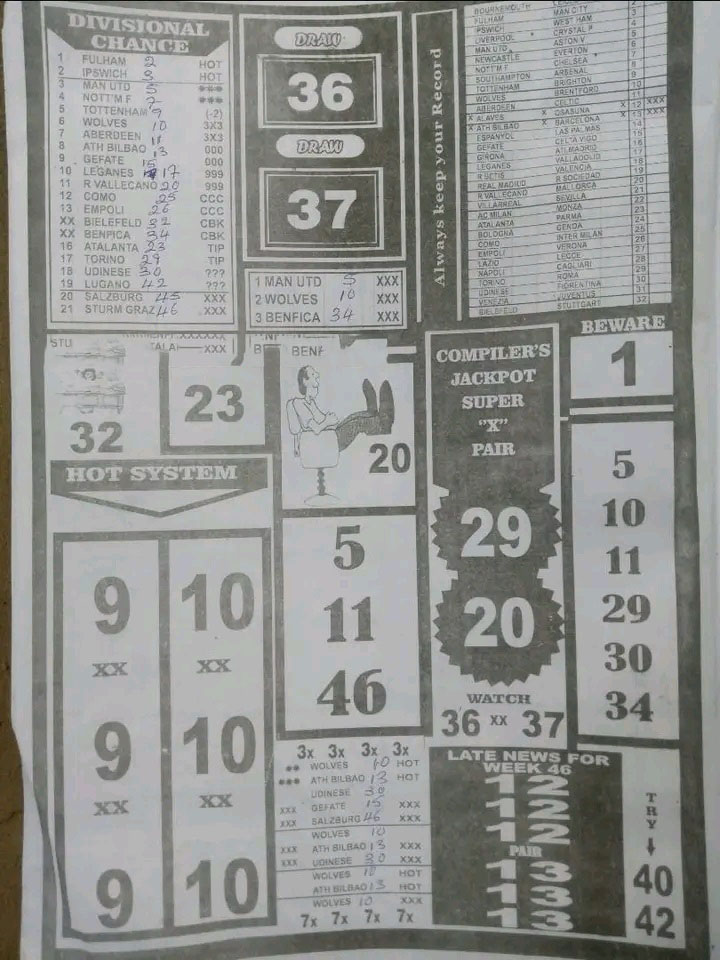 DIVISIONAL
CHANCE
1 FULHAM 2 HOT
2 IPSWICH 3 HOT
3 MAN UTD 5 ***
4 NOTT'M F 7 ***
5 TOTTENHAM 9 (-2)
6 WOLVES 10 3X3
7 ABERDEEN 11 3X3
8 ATH BILBAO 13 000
9 GEFATE 15 000
10 LEGANES 17 999
11 R VALLECANO 20 999
12 COMO 25 CCC
13 EMPOLI 26 CCC
XX BIELEFELD 32 CBK
XX BENFICA 34 CBK
16 ATALANTA 23 TIP
17 TORINO 29 TIP
18 UDINESE 30 ???
19 LUGANO 42 ???
20 SALZBURG 45 XXX
21 STURM GRAZ 46 XXX
DRAW
36
DRAW
37
1 MAN UTD 5 XXX
2 WOLVES 10 XXX
3 BENFICA 34 XXX
Always keep your Record
BOURNEMOUTH
FULHAM MAN CITY 3
IPSWICH WEST HAM 4
LIVERPOOL CRYSTAL P 5
MAN UTD ASTON V 6
NEWCASTLE EVERTON 7
NOTT'M F CHELSEA 8
SOUTHAMPTON ARSENAL 9
TOTTENHAM BRIGHTON 10
WOLVES BRENTFORD 11
ABERDEEN CELTIC X 12 XXX
X ALAVES X OSASUNA X 13 XXX
X ATH BILBAO X BARCELONA 14
ESPANYOL LAS PALMAS 15
GEFATE CELTA VIGO 16
GIRONA ATL MADRID 17
LEGANES VALLADOLID 18
R BETIS VALENCIA 19
REAL MADRID R SOCIEDAD 20
R VALLECANO MALLORCA 21
VILLARREAL SEVILLA 22
AC MILAN MONZA 23
ATALANTA PARMA 24
BOLOGNA GENOA 25
COMO INTER MILAN 26
EMPOLI VERONA 27
LAZIO LECCE 28
NAPOLI CAGLIARI 29
TORINO ROMA 30
UDINESE FIORENTINA 31
VENEZIA JUVENTUS 32
BIELEFELD STUTTGART
STU
XXX
32
23
BENF
20
COMPILER'S
JACKPOT
SUPER
"X"
PAIR
29
20
WATCH
36 xx 37
BEWARE
1
5
10
11
29
30
34
HOT SYSTEM
9 10
XX XX
9 10
XX XX
9 10
5
11
46
3x 3x 3x 3x
** WOLVES 10 HOT
*** ATH BILBAO 13 HOT
UDINESE 30
XXX GEFATE 15 XXX
XXX SALZBURG 46 XXX
WOLVES 10
XXX ATH BILBAO 13 XXX
XXX UDINESE 30 XXX
WOLVES 10 HOT
ATH BILBAO 13 HOT
WOLVES 10 XXX
7x 7x 7x 7x
LATE NEWS FOR
WEEK 46
12
12
12
PAIR
13
13
13
TRY
40
42